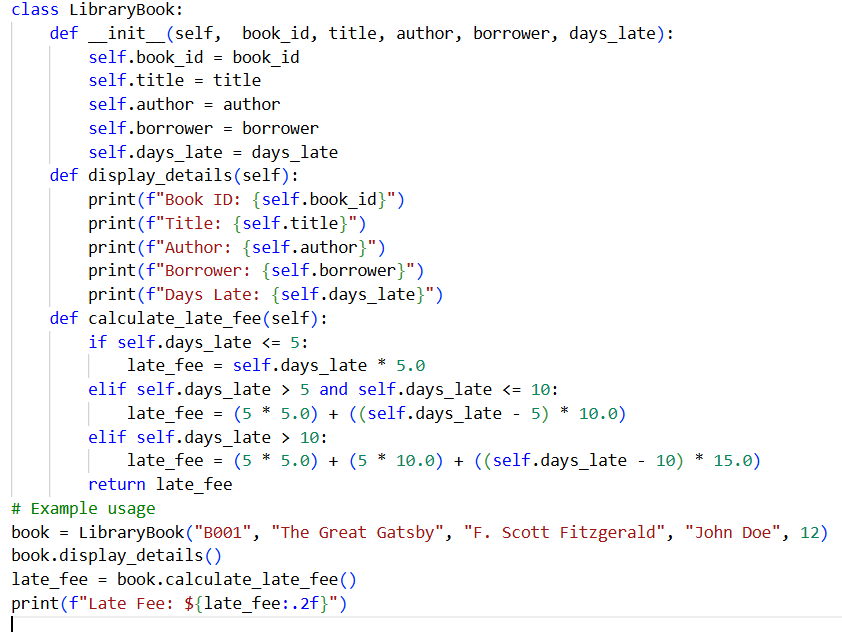 class LibraryBook:
    def __init__(self,  book_id, title, author, borrower, days_late):
        self.book_id = book_id
        self.title = title
        self.author = author
        self.borrower = borrower
        self.days_late = days_late
    def display_details(self):
        print(f"Book ID: {self.book_id}")
        print(f"Title: {self.title}")
        print(f"Author: {self.author}")
        print(f"Borrower: {self.borrower}")
        print(f"Days Late: {self.days_late}")
    def calculate_late_fee(self):
        if self.days_late <= 5:
            late_fee = self.days_late * 5.0
        elif self.days_late > 5 and self.days_late <= 10:
            late_fee = (5 * 5.0) + ((self.days_late - 5) * 10.0)
        elif self.days_late > 10:
            late_fee = (5 * 5.0) + (5 * 10.0) + ((self.days_late - 10) * 15.0)
        return late_fee
# Example usage
book = LibraryBook("B001", "The Great Gatsby", "F. Scott Fitzgerald", "John Doe", 12)
book.display_details()
late_fee = book.calculate_late_fee()
print(f"Late Fee: ${late_fee:.2f}")